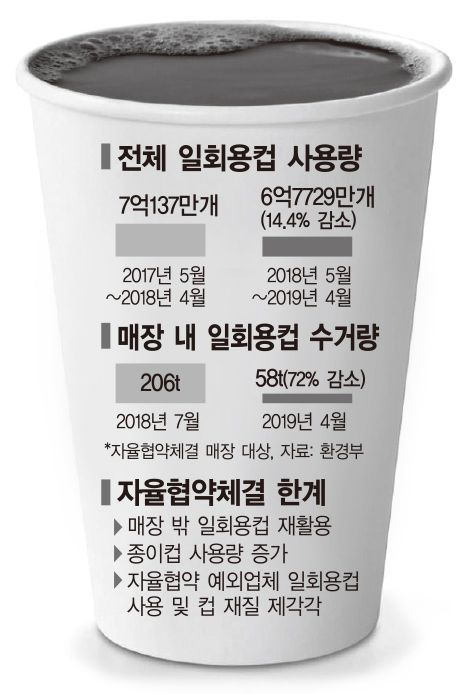 전체 일회용컵 사용량
7억137만개
6억7729만개
(14.4% 감소)
2017년 5월
~2018년 4월
2018년 5월
~2019년 4월
매장 내 일회용컵 수거량
206t
58t(72% 감소)
2018년 7월
2019년 4월
*자율협약체결 매장 대상, 자료: 환경부
자율협약체결 한계
▶매장 밖 일회용컵 재활용
▶종이컵 사용량 증가
▶자율협약 예외업체 일회용컵
사용 및 컵 재질 제각각